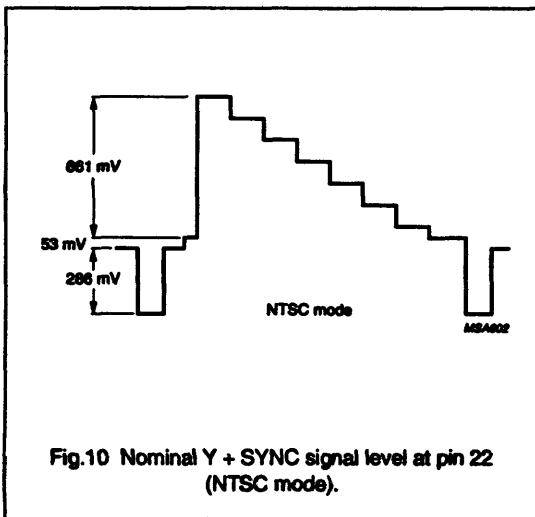 661 mV
53 mV
286 mV
NTSC mode
MSA602
Fig.10 Nominal Y + SYNC signal level at pin 22
(NTSC mode).